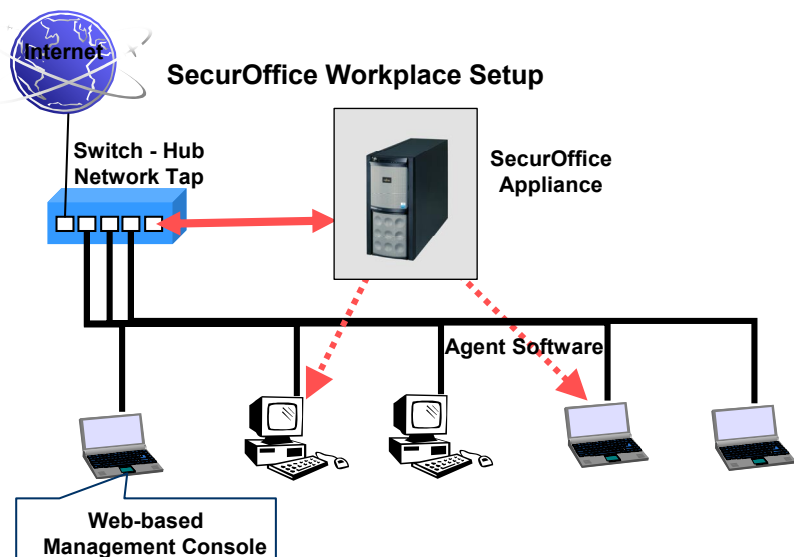 Internet
SecurOffice Workplace Setup
Switch - Hub
Network Tap
SecurOffice
Appliance
Agent Software
Web-based
Management Console